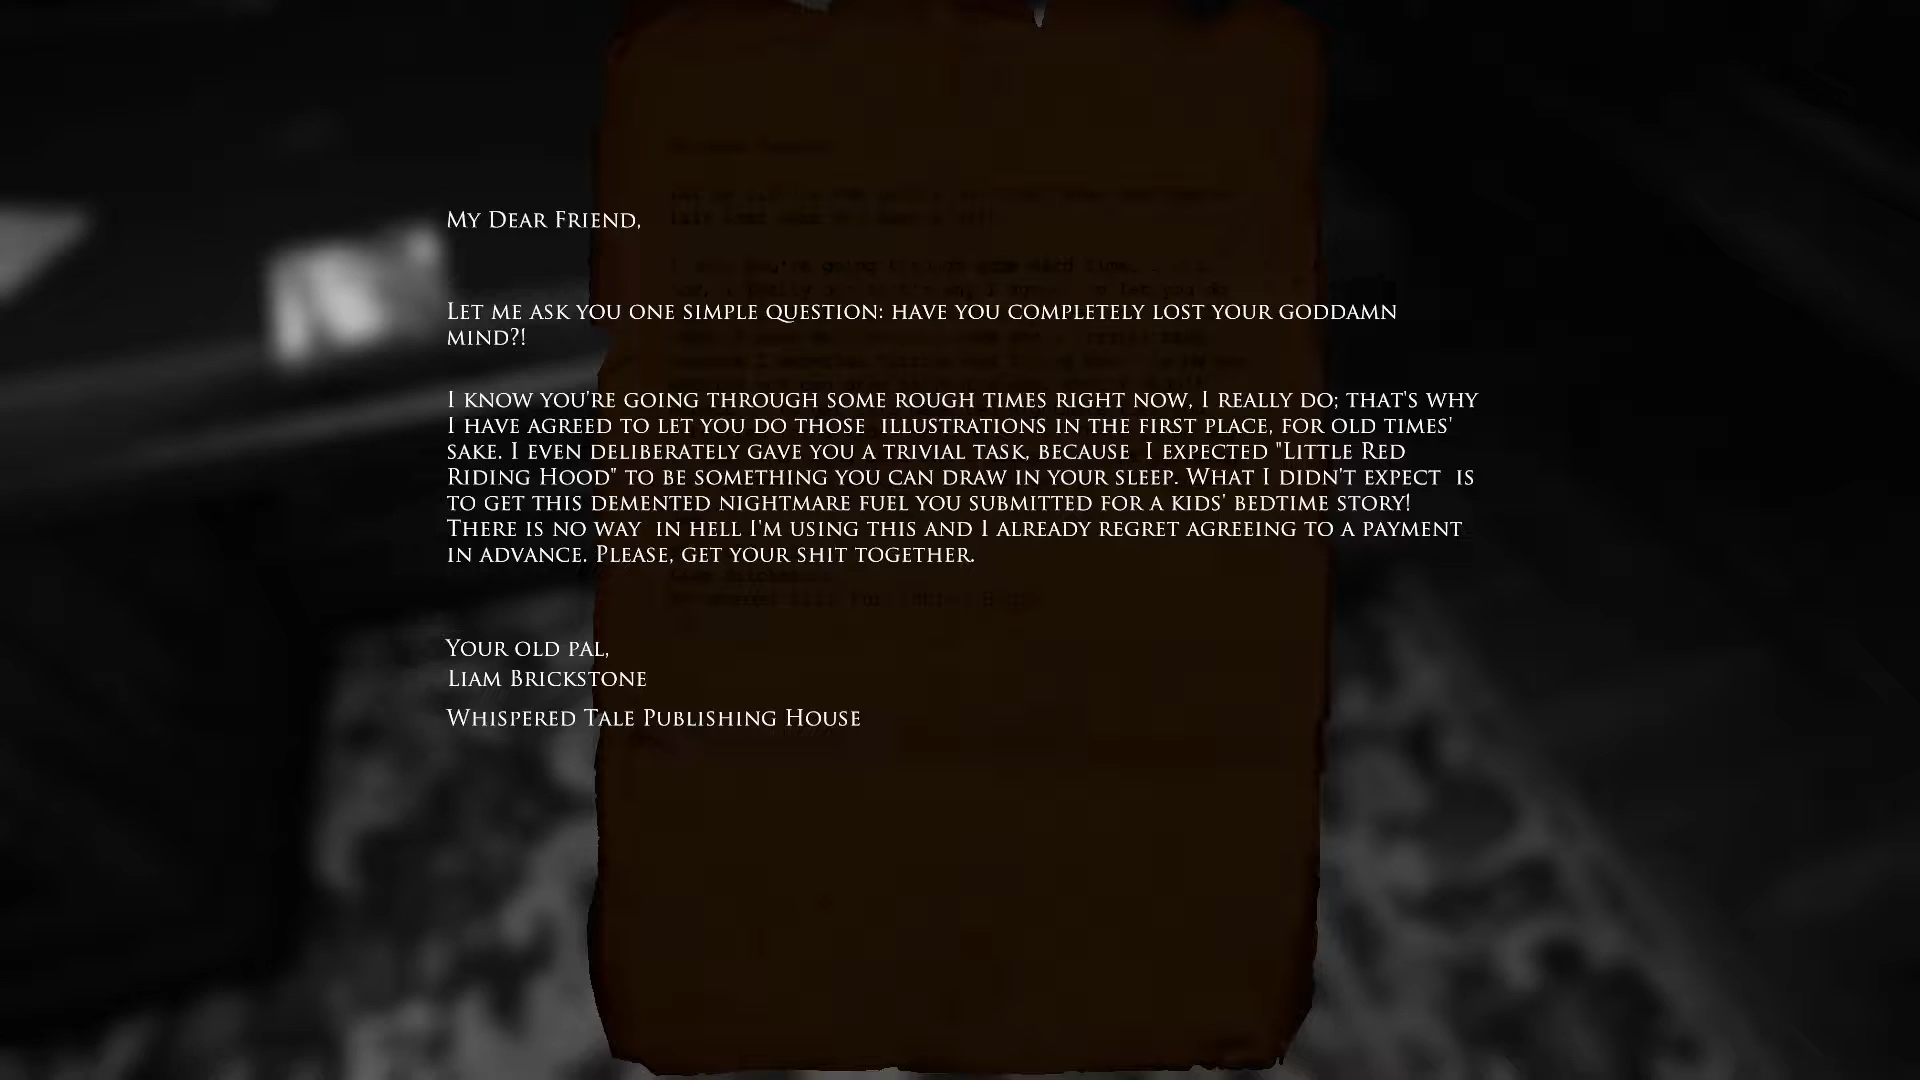 My Dear Friend,
Let me ask you one simple question: have you completely lost your goddamn
mind?!
I know you're going through some rough times right now, I really do; that's why
I have agreed to let you do those illustrations in the first place, for old times'
sake. I even deliberately gave you a trivial task, because I expected "Little Red
Riding Hood" to be something you can draw in your sleep. What I didn't expect is
to get this demented nightmare fuel you submitted for a kids' bedtime story!
There is no way in hell I'm using this and I already regret agreeing to a payment
in advance. Please, get your shit together.
Your old pal,
Liam Brickstone
Whispered Tale Publishing House